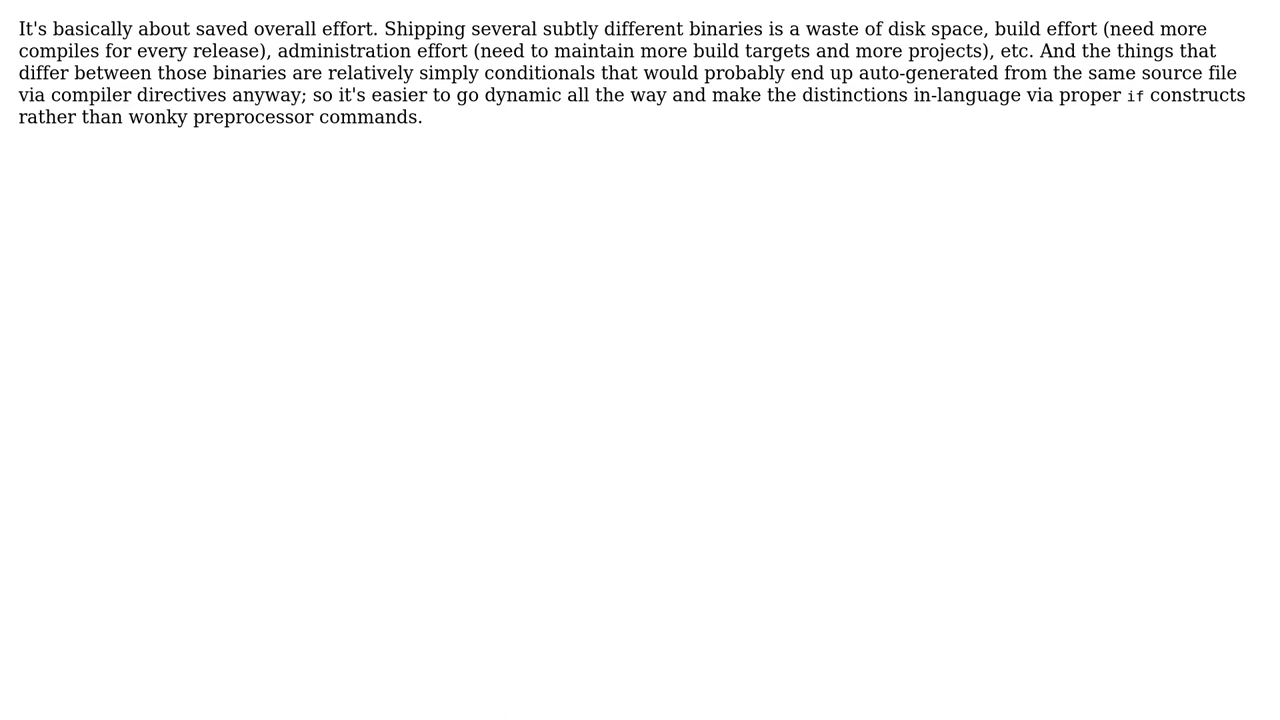 It's basically about saved overall effort. Shipping several subtly different binaries is a waste of disk space, build effort (need more
compiles for every release), administration effort (need to maintain more build targets and more projects), etc. And the things that
differ between those binaries are relatively simply conditionals that would probably end up auto-generated from the same source file
via compiler directives anyway; so it's easier to go dynamic all the way and make the distinctions in-language via proper if constructs
rather than wonky preprocessor commands.